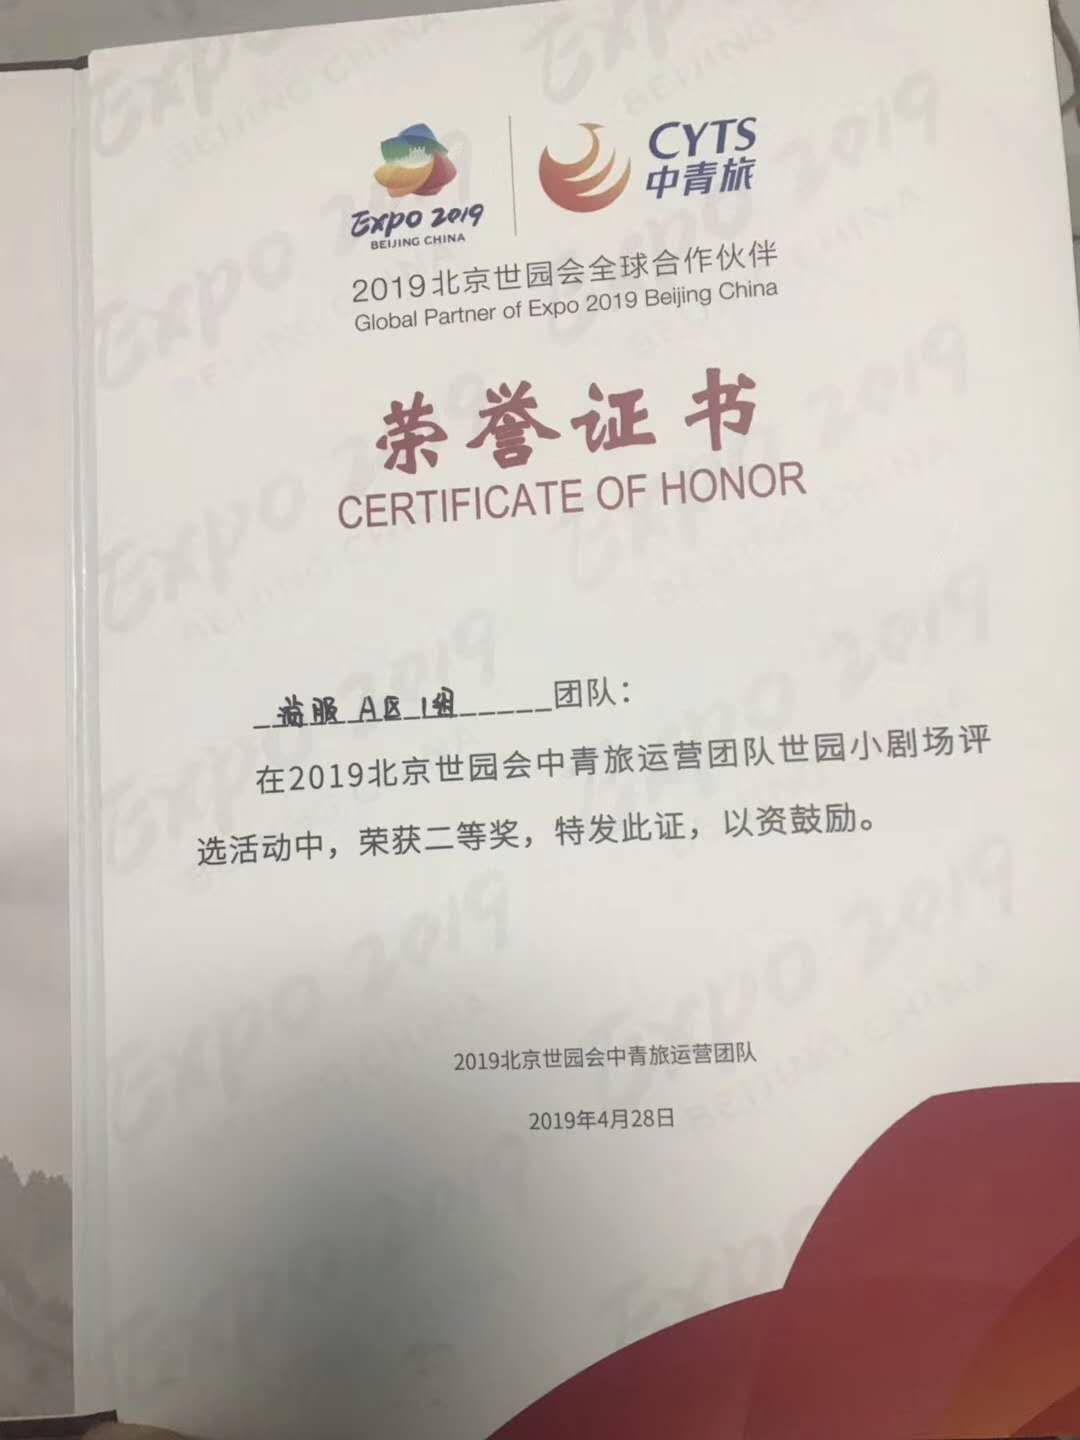 EXPO 2019
BEIJING CHINA
CYTS
中青旅
2019北京世园会全球合作伙伴
Global Partner of Expo 2019 Beijing China
荣誉证书
CERTIFICATE OF HONOR
服 A区 1组 团队：
在2019北京世园会中青旅运营团队世园小剧场评
选活动中，荣获二等奖，特发此证，以资鼓励。
2019北京世园会中青旅运营团队
2019年4月28日